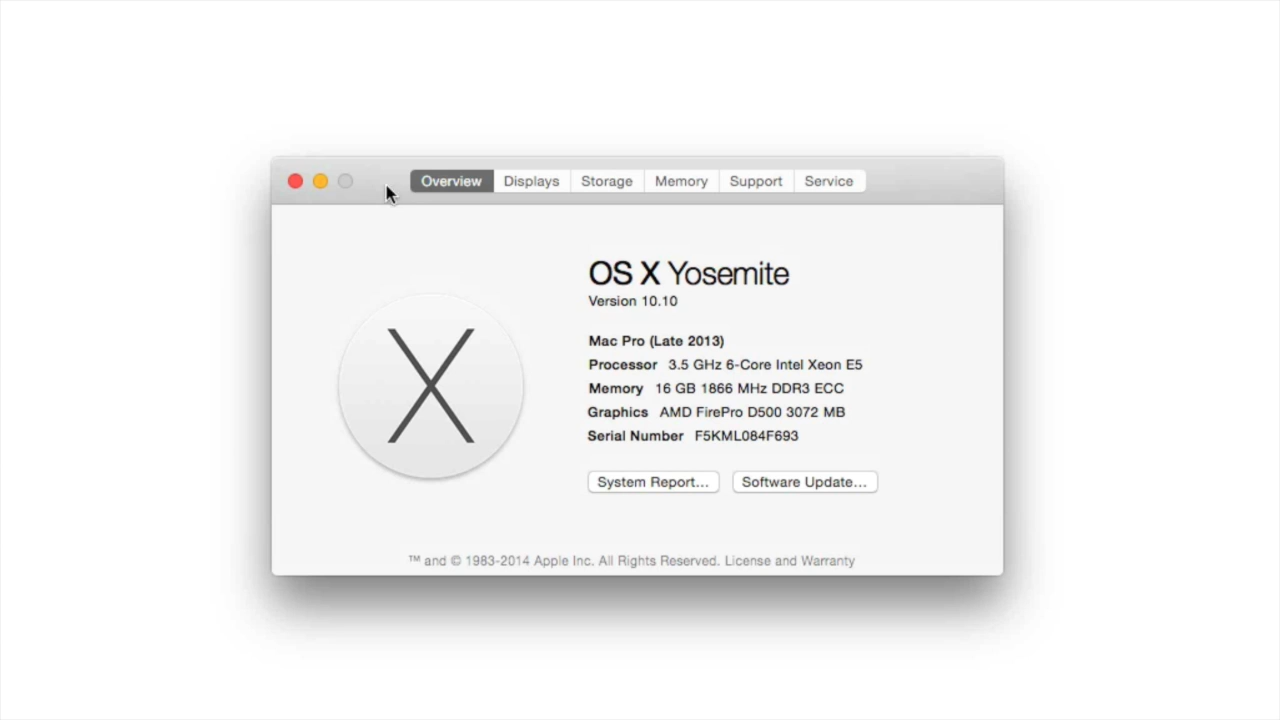 Overview Displays Storage Memory Support Service
OS X Yosemite
Version 10.10
Mac Pro (Late 2013)
Processor 3.5 GHz 6-Core Intel Xeon E5
Memory 16 GB 1866 MHz DDR3 ECC
Graphics AMD FirePro D500 3072 MB
Serial Number F5KML084F693
System Report... Software Update...
™ and © 1983-2014 Apple Inc. All Rights Reserved. License and Warranty